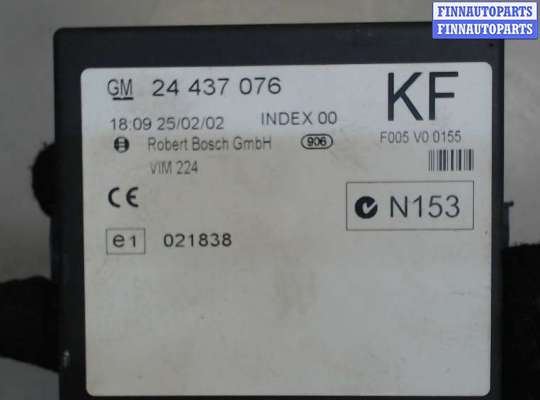 FINNAUTOPARTS
FINNAUTOPARTS
GM 24 437 076
KF
18:09 25/02/02 INDEX 00
F005 V0 0155
Robert Bosch GmbH 906
VIM 224
CE
N153
e1 021838